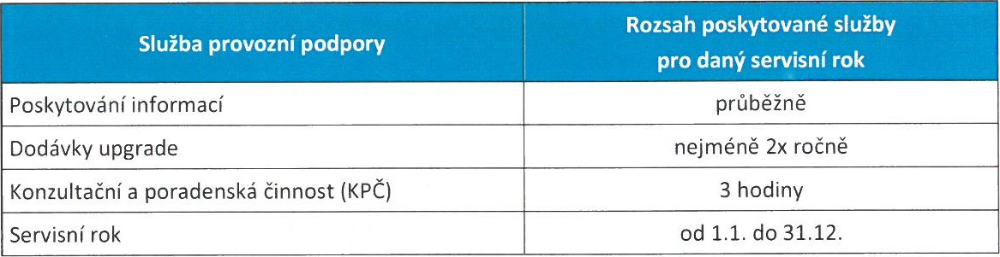 Služba provozní podpory
Rozsah poskytované služby
pro daný servisní rok
Poskytování informací
průběžně
Dodávky upgrade
nejméně 2x ročně
Konzultační a poradenská činnost (KPČ)
3 hodiny
Servisní rok
od 1.1. do 31.12.